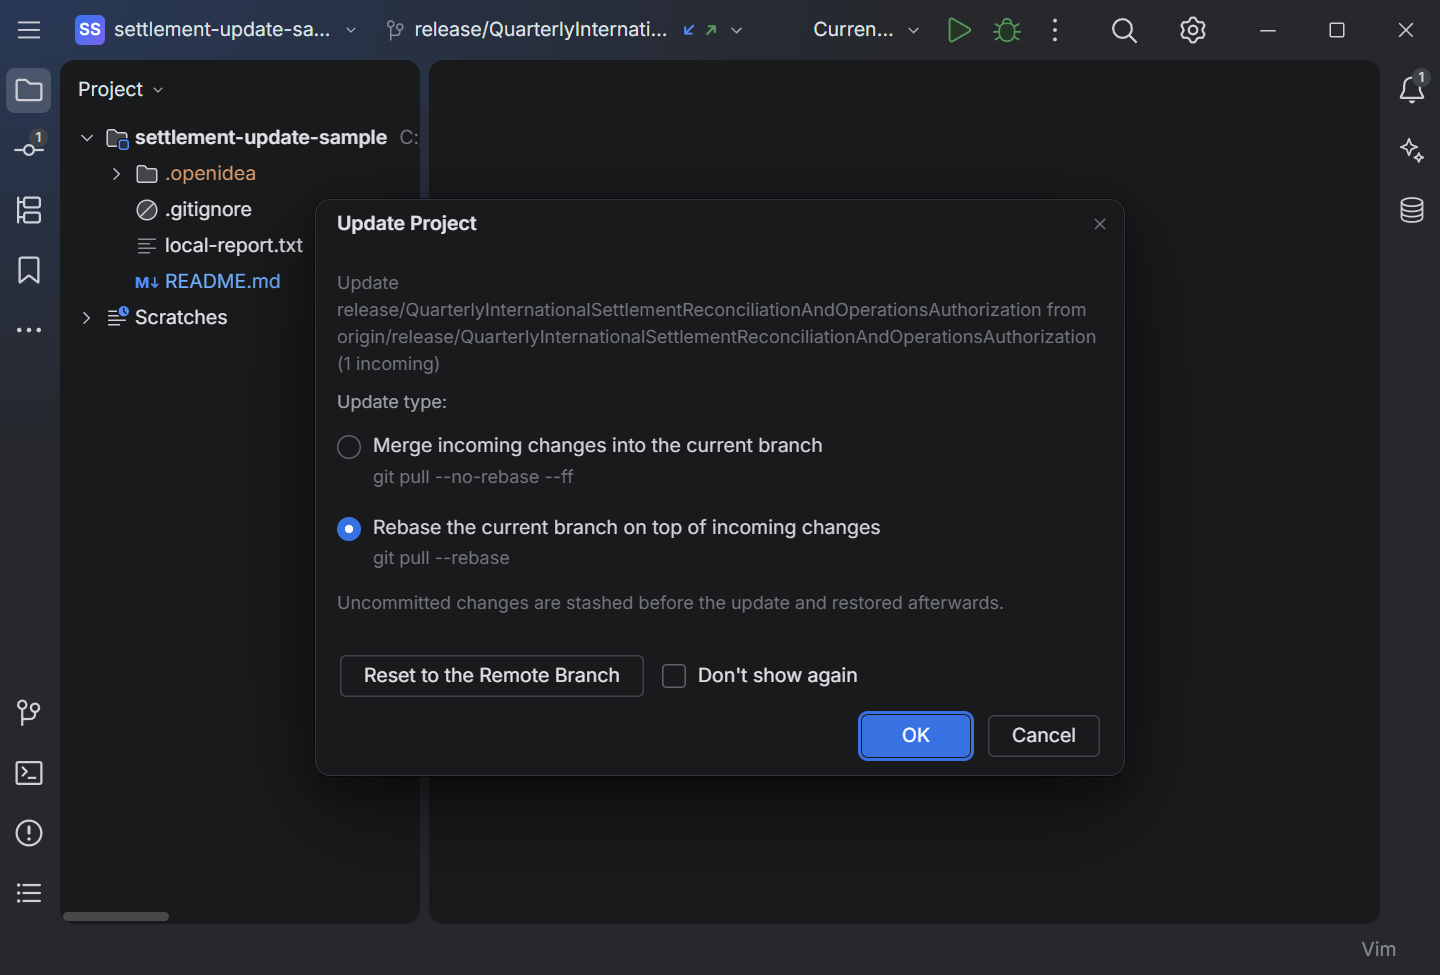 SS settlement-update-sa... release/QuarterlyInternati... Curren...
Project
1
1
settlement-update-sample C:
.openidea
.gitignore
local-report.txt
M↓ README.md
Scratches
Update Project
Update
release/QuarterlyInternationalSettlementReconciliationAndOperationsAuthorization from
origin/release/QuarterlyInternationalSettlementReconciliationAndOperationsAuthorization
(1 incoming)
Update type:
Merge incoming changes into the current branch
git pull --no-rebase --ff
Rebase the current branch on top of incoming changes
git pull --rebase
Uncommitted changes are stashed before the update and restored afterwards.
Reset to the Remote Branch Don't show again
OK Cancel
Vim